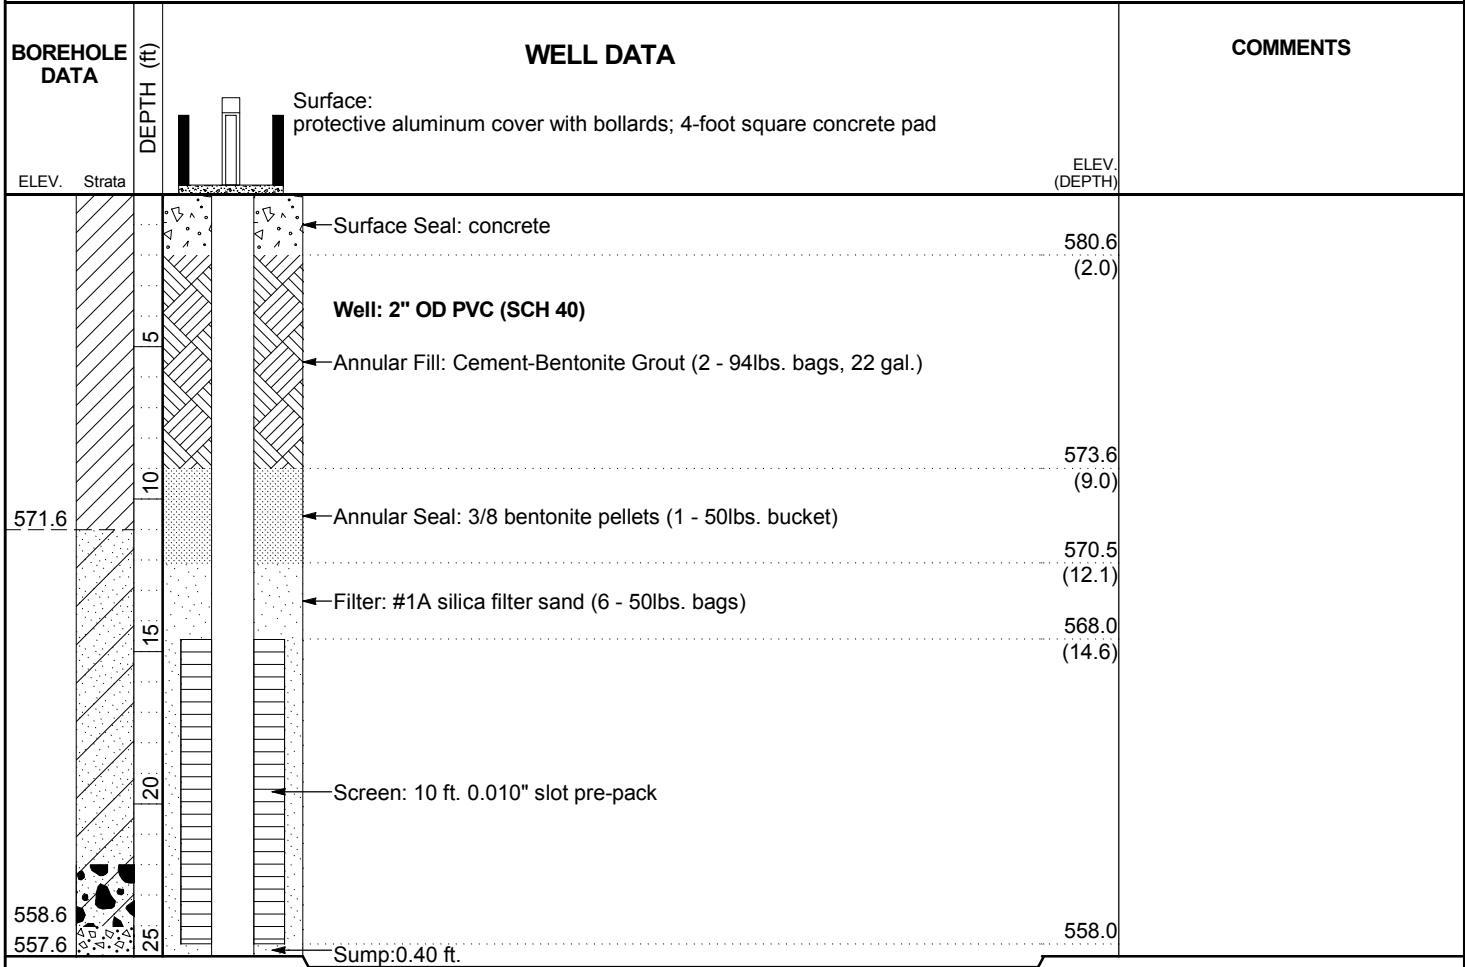 BOREHOLE
DATA
ELEV.
Strata
DEPTH (ft)
WELL DATA
Surface:
protective aluminum cover with bollards; 4-foot square concrete pad
ELEV.
(DEPTH)
COMMENTS
Surface Seal: concrete
580.6
(2.0)
Well: 2" OD PVC (SCH 40)
5
Annular Fill: Cement-Bentonite Grout (2 - 94lbs. bags, 22 gal.)
573.6
(9.0)
10
571.6
Annular Seal: 3/8 bentonite pellets (1 - 50lbs. bucket)
570.5
(12.1)
Filter: #1A silica filter sand (6 - 50lbs. bags)
15
568.0
(14.6)
20
Screen: 10 ft. 0.010" slot pre-pack
558.6
557.6
25
558.0
Sump:0.40 ft.